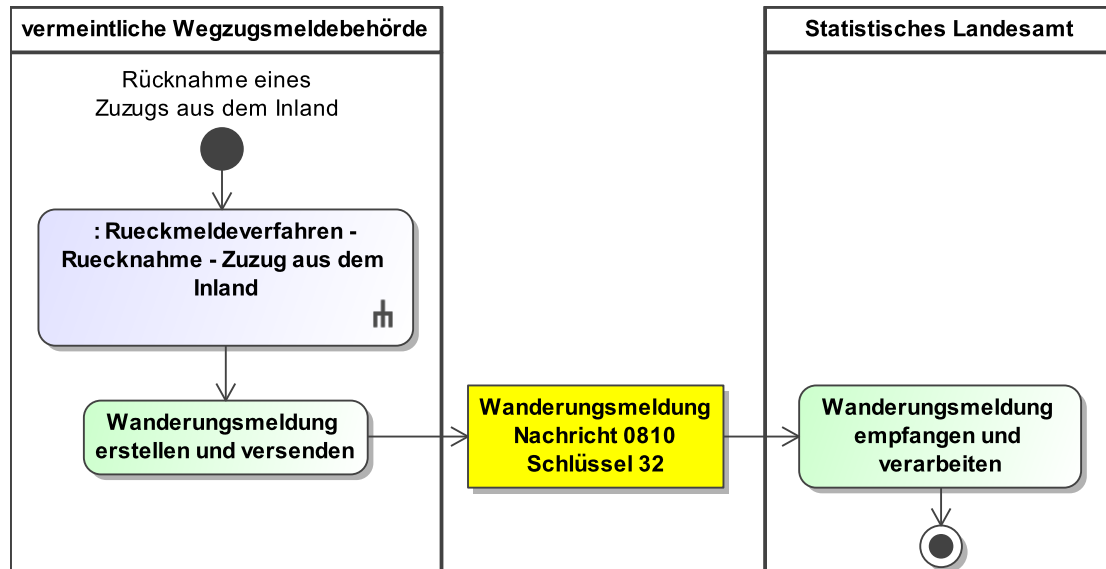 vermeintliche Wegzugsmeldebehörde
Statistisches Landesamt
Rücknahme eines
Zuzugs aus dem Inland
: Rueckmeldeverfahren -
Ruecknahme - Zuzug aus dem
Inland
Wanderungsmeldung
erstellen und versenden
Wanderungsmeldung
Nachricht 0810
Schlüssel 32
Wanderungsmeldung
empfangen und
verarbeiten